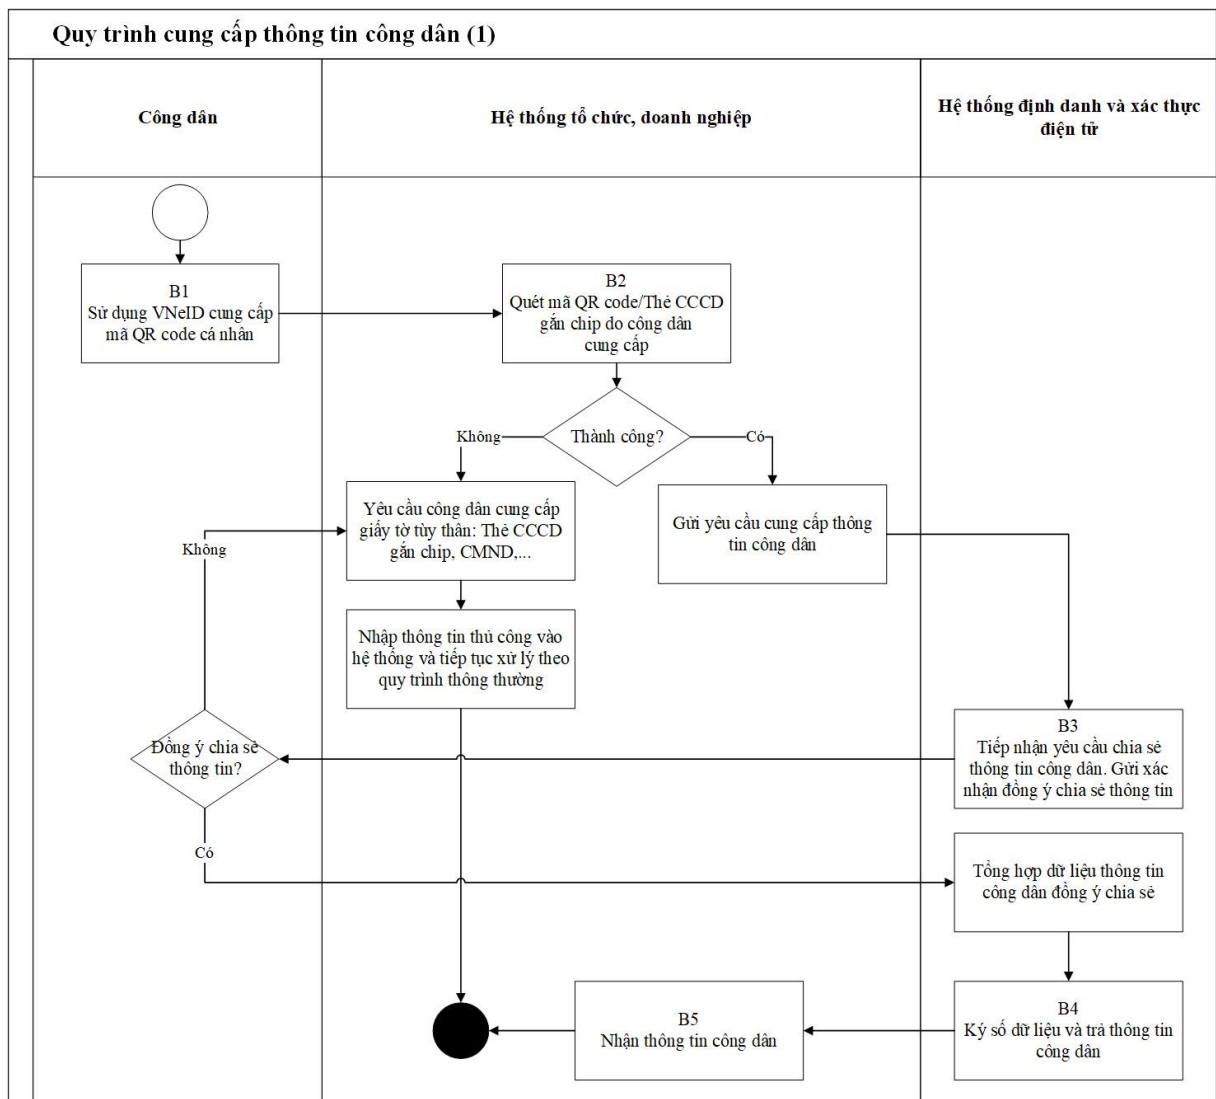 Quy trình cung cấp thông tin công dân (1)
Công dân
Hệ thống tổ chức, doanh nghiệp
Hệ thống định danh và xác thực
điện tử
B1
Sử dụng VNeID cung cấp
mã QR code cá nhân
B2
Quét mã QR code/Thẻ CCCD
gắn chip do công dân
cung cấp
Thành công?
Không
Có
Yêu cầu công dân cung cấp
giấy tờ tùy thân: Thẻ CCCD
gắn chip, CMND,...
Gửi yêu cầu cung cấp thông
tin công dân
Không
Nhập thông tin thủ công vào
hệ thống và tiếp tục xử lý theo
quy trình thông thường
Đồng ý chia sẻ
thông tin?
B3
Tiếp nhận yêu cầu chia sẻ
thông tin công dân. Gửi xác
nhận đồng ý chia sẻ thông tin
Có
Tổng hợp dữ liệu thông tin
công dân đồng ý chia sẻ
B4
Ký số dữ liệu và trả thông tin
công dân
B5
Nhận thông tin công dân